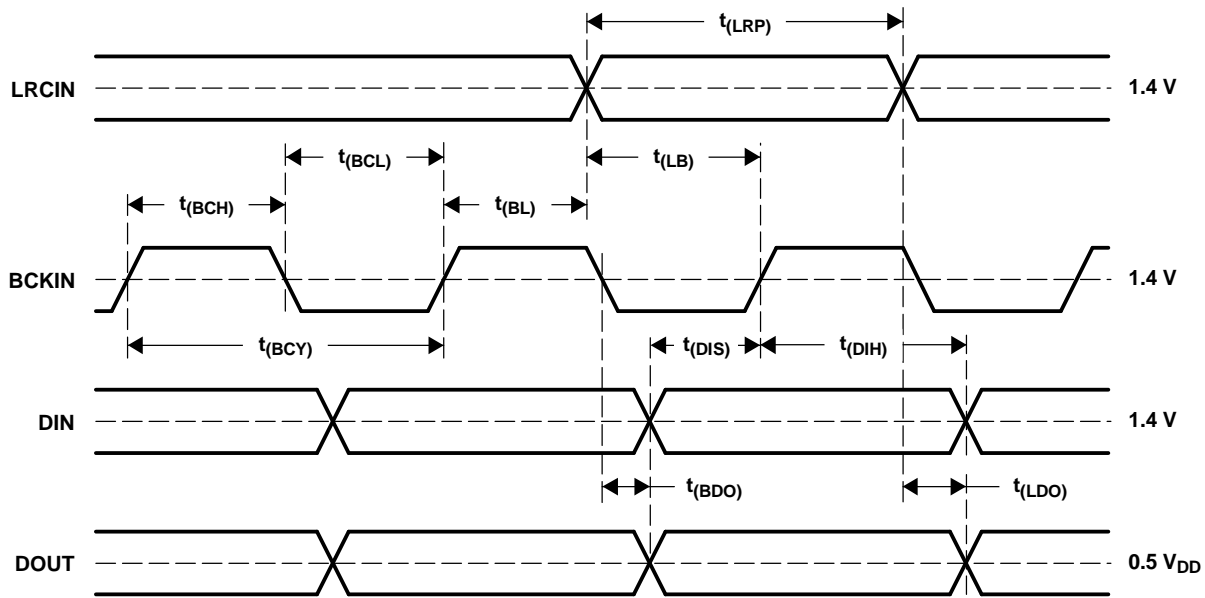 t(LRP)
LRCIN
1.4 V
t(BCL)
t(LB)
t(BCH)
t(BL)
BCKIN
1.4 V
t(BCY)
t(DIS)
t(DIH)
DIN
1.4 V
t(BDO)
t(LDO)
DOUT
0.5 VDD